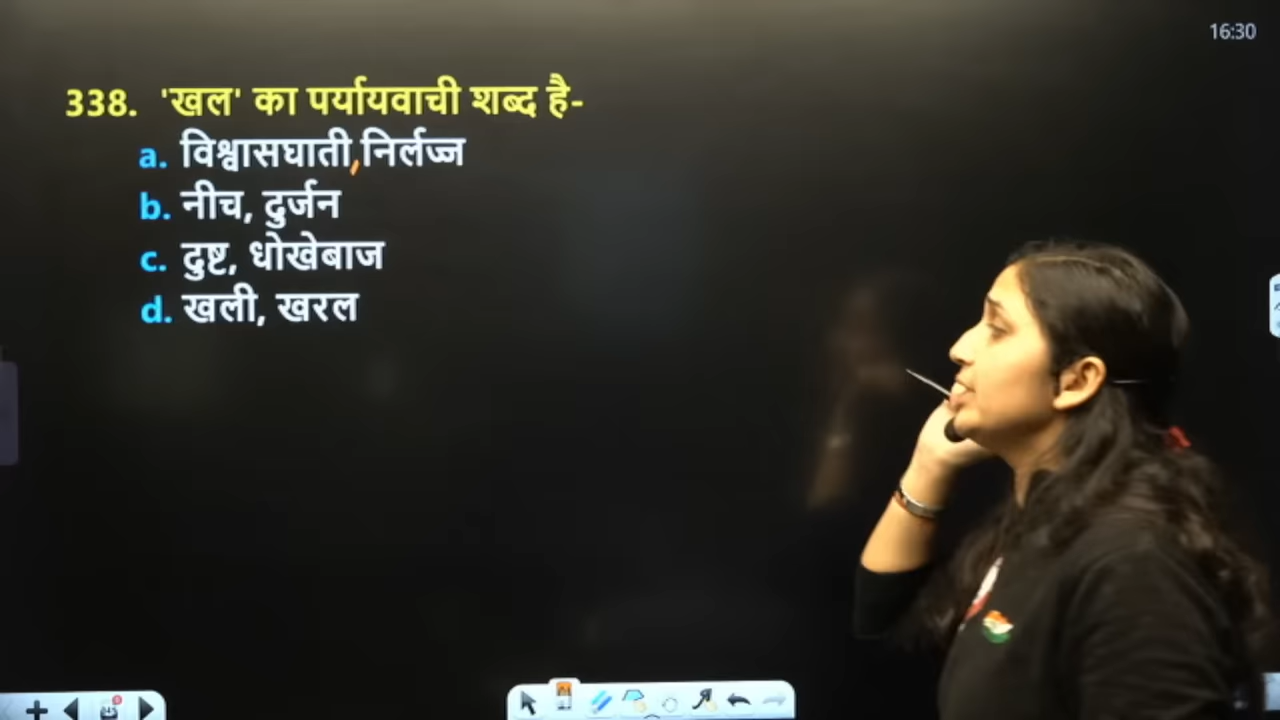 16:30
338. 'खल' का पर्यायवाची शब्द है-
a. विश्वासघाती,निर्लज्ज
b. नीच, दुर्जन
c. दुष्ट, धोखेबाज
d. खली, खरल